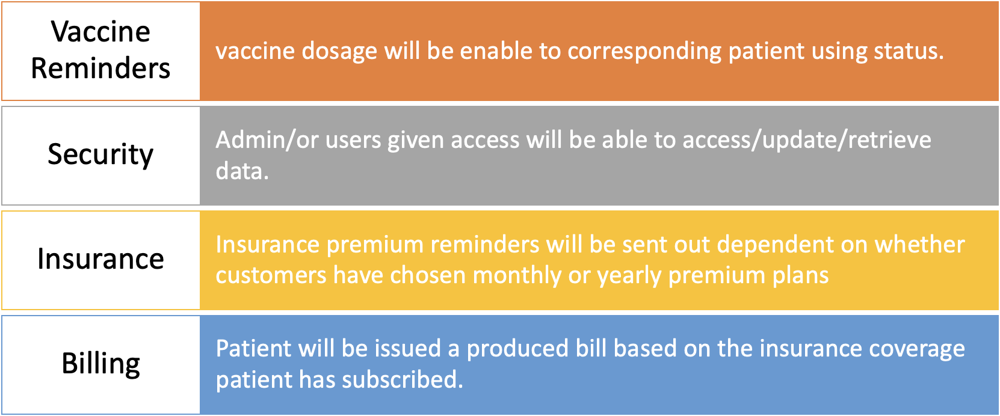 Vaccine
Reminders
vaccine dosage will be enable to corresponding patient using status.
Security
Admin/or users given access will be able to access/update/retrieve
data.
Insurance
Insurance premium reminders will be sent out dependent on whether
customers have chosen monthly or yearly premium plans
Billing
Patient will be issued a produced bill based on the insurance coverage
patient has subscribed.